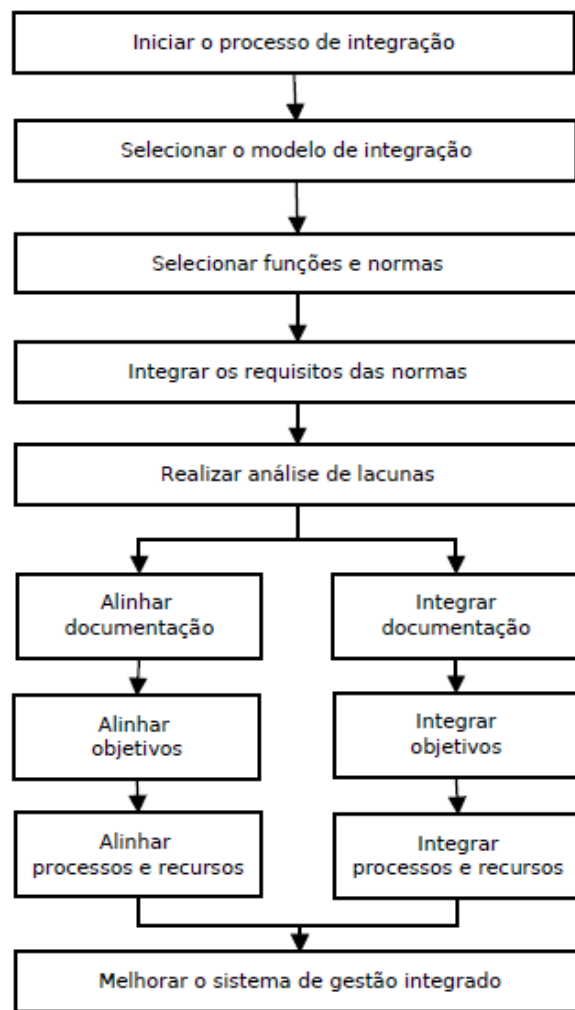 Iniciar o processo de integração
Selecionar o modelo de integração
Selecionar funções e normas
Integrar os requisitos das normas
Realizar análise de lacunas
Alinhar
documentação
Integrar
documentação
Alinhar
objetivos
Integrar
objetivos
Alinhar
processos e recursos
Integrar
processos e recursos
Melhorar o sistema de gestão integrado